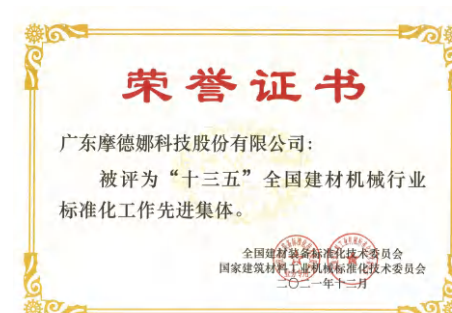 荣誉证书
广东摩德娜科技股份有限公司：
被评为“十三五”全国建材机械行业
标准化工作先进集体。
全国建材装备标准化技术委员会
国家建筑材料工业机械标准化技术委员会
二〇二一年十二月